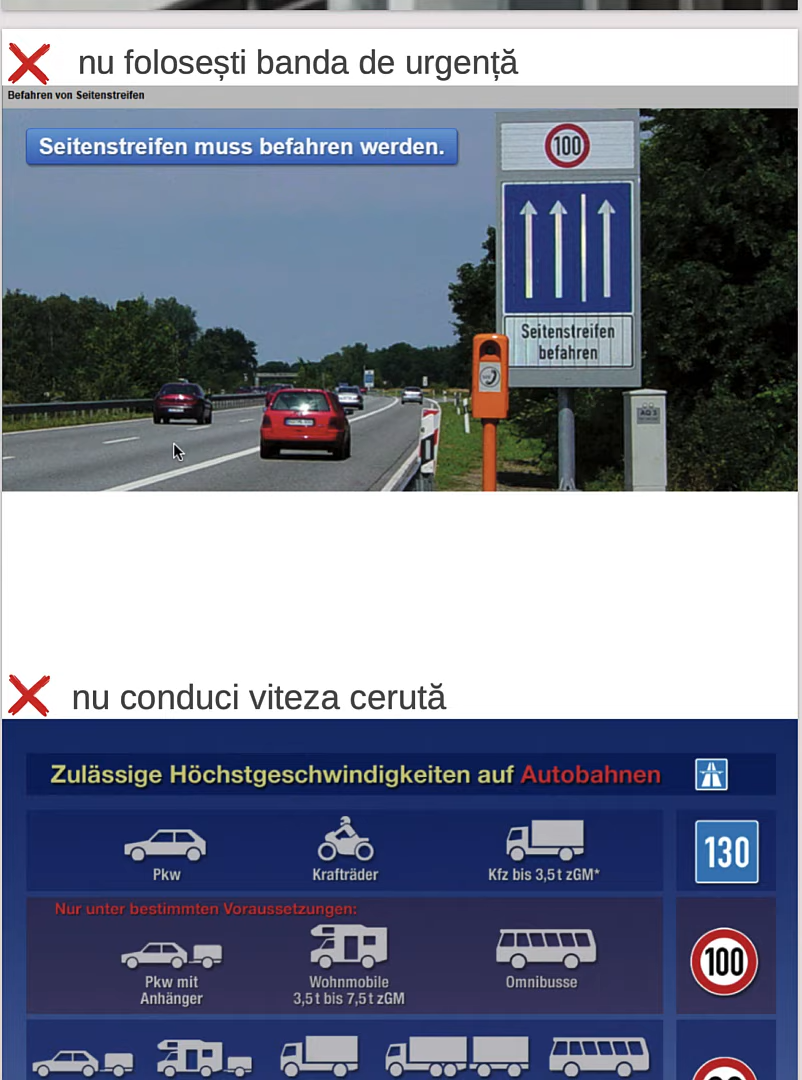 nu folosești banda de urgență
Befahren von Seitenstreifen
Seitenstreifen muss befahren werden.
100
Seitenstreifen
befahren
AQ 3
nu conduci viteza cerută
Zulässige Höchstgeschwindigkeiten auf Autobahnen
Pkw
Krafträder
Kfz bis 3,5 t zGM*
130
Nur unter bestimmten Voraussetzungen:
Pkw mit
Anhänger
Wohnmobile
3,5 t bis 7,5 t zGM
Omnibusse
100